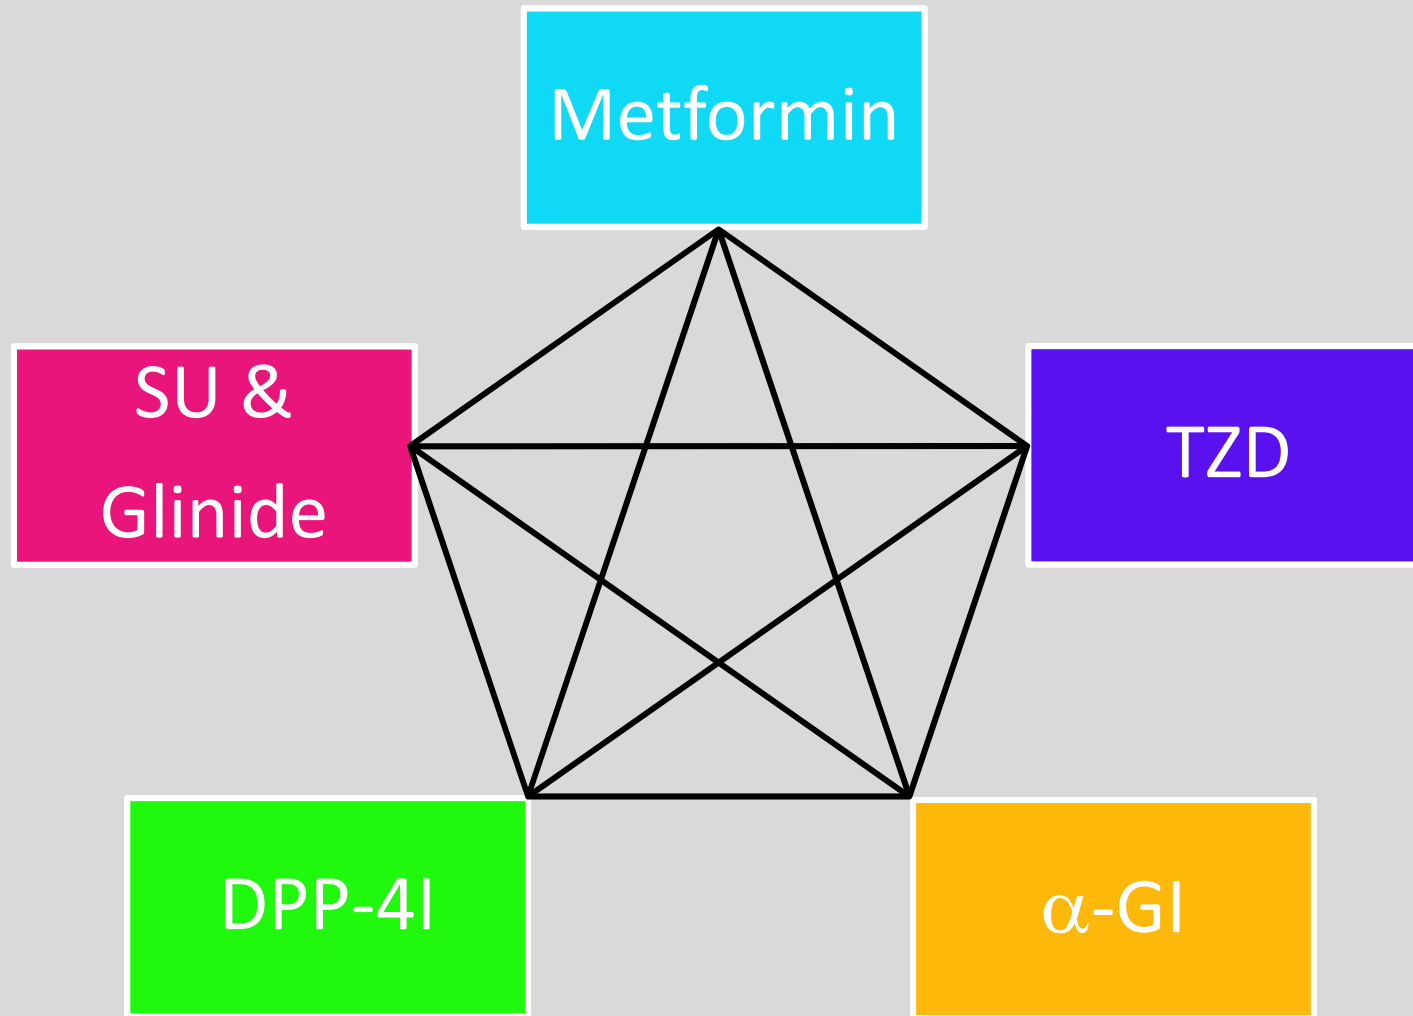 Metformin
SU &
Glinide
TZD
DPP-4I
α-GI